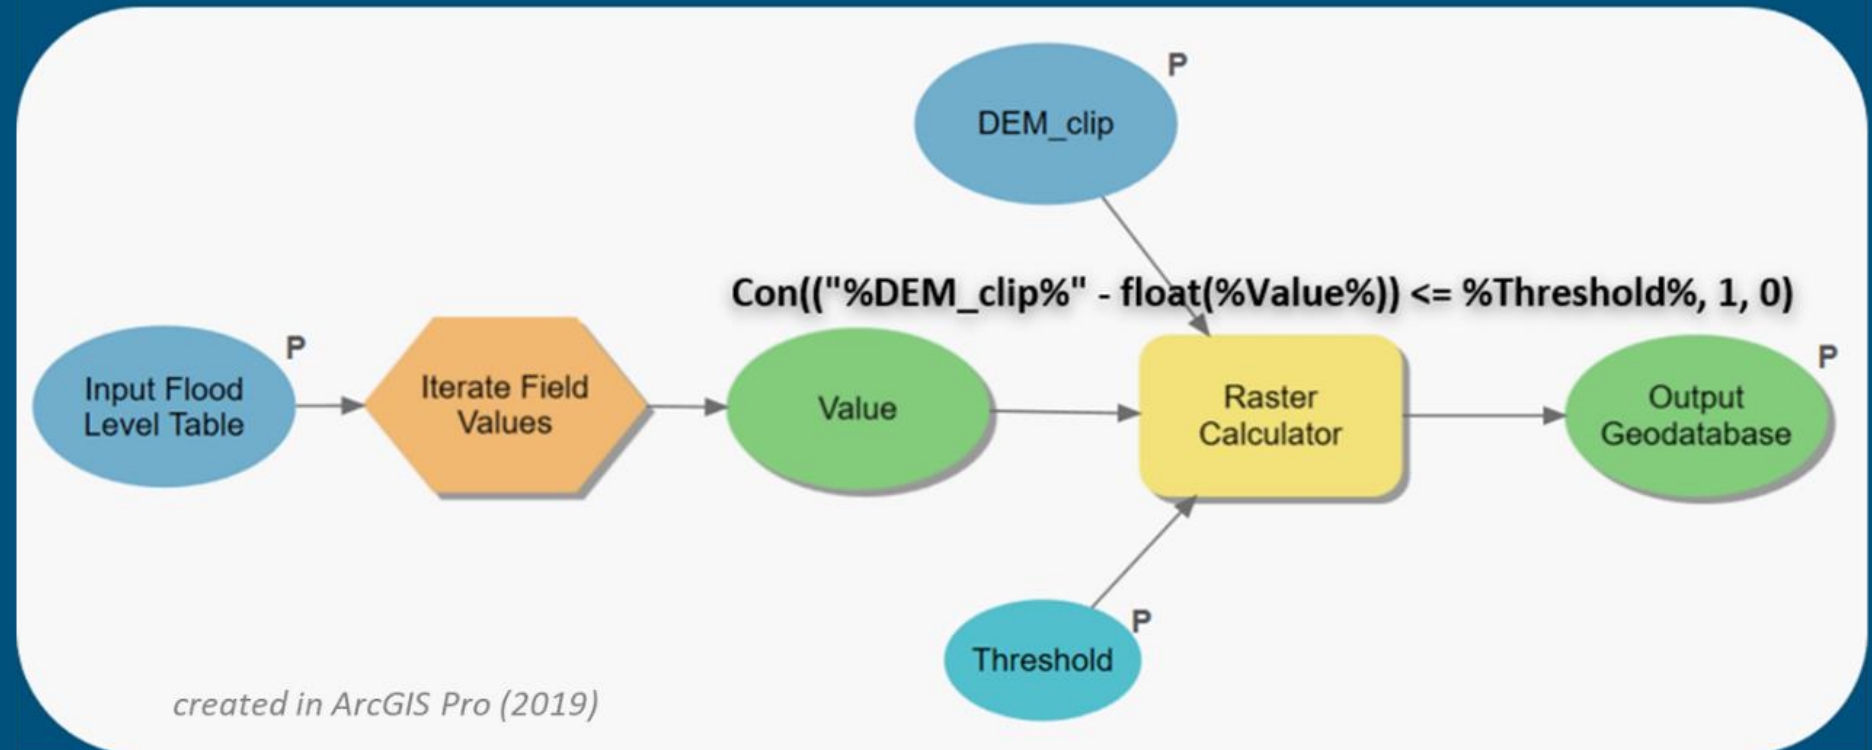 P
DEM_clip
Con(("%DEM_clip%" - float(%Value%)) <= %Threshold%, 1, 0)
P
Input Flood
Level Table
Iterate Field
Values
Value
Raster
Calculator
P
Output
Geodatabase
P
Threshold
created in ArcGIS Pro (2019)